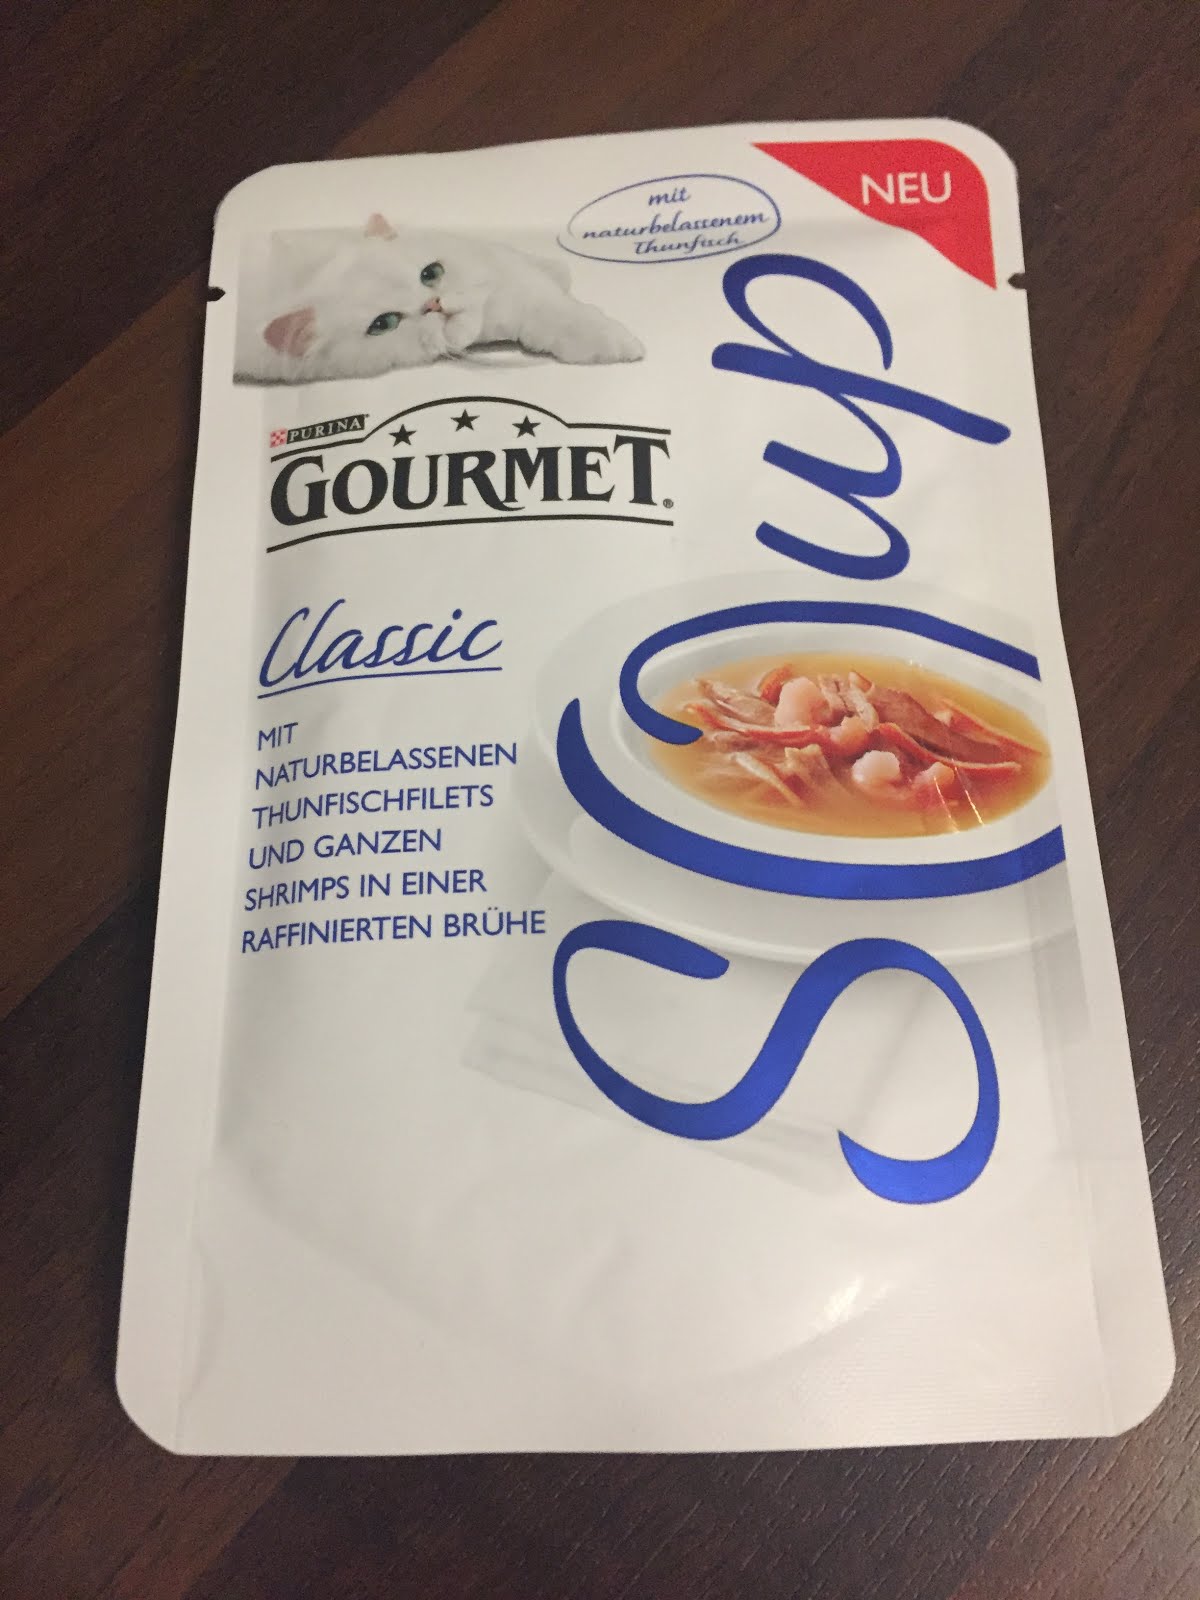 NEU
mit
naturbelassenem
Thunfisch
PURINA
GOURMET®
Classic
MIT
NATURBELASSENEN
THUNFISCHFILETS
UND GANZEN
SHRIMPS IN EINER
RAFFINIERTEN BRÜHE
Soup